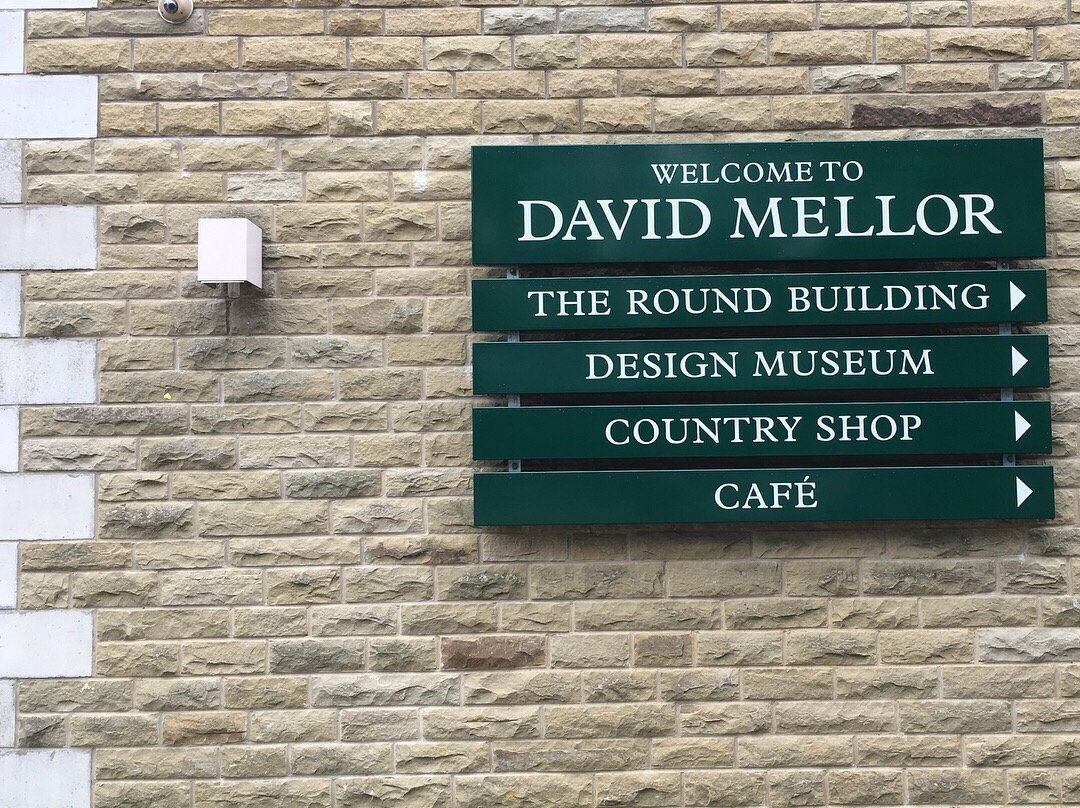 WELCOME TO
DAVID MELLOR
THE ROUND BUILDING
DESIGN MUSEUM
COUNTRY SHOP
CAFÉ